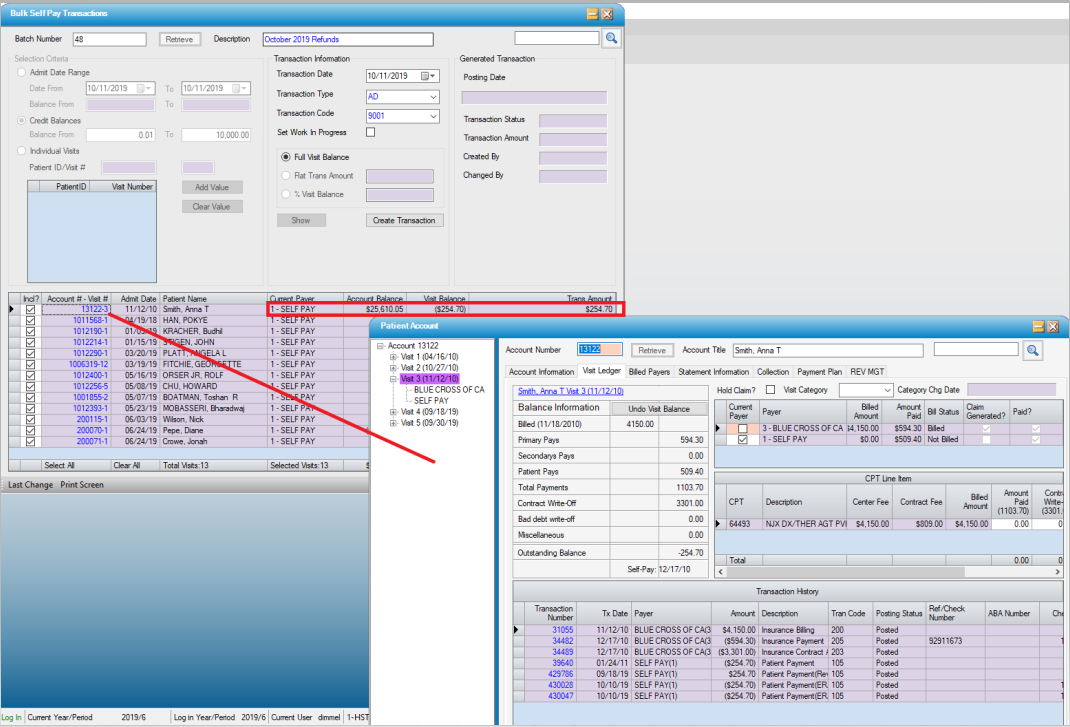 Bulk Self Pay Transactions
Batch Number 48 Retrieve Description October 2019 Refunds
Selection Criteria
Admit Date Range
Date From 10/11/2019 To 10/11/2019
Balance From To
Credit Balances
Balance From 0.01 To 10,000.00
Individual Visits
Patient ID/Visit #
PatientID Visit Number
Add Value
Clear Value
Transaction Information
Transaction Date 10/11/2019
Transaction Type AD
Transaction Code 9001
Set Work In Progress
Full Visit Balance
Flat Trans Amount
% Visit Balance
Show Create Transaction
Generated Transaction
Posting Date
Transaction Status
Transaction Amount
Created By
Changed By
Incl? Account # - Visit # Admit Date Patient Name Current Payer Account Balance Visit Balance Trans Amount
13122-3 11/12/10 Smith, Anna T 1 - SELF PAY $25,610.05 ($254.70) $254.70
1011568-1 04/19/18 HAN, POKYE 1 - SELF PAY
1012190-1 01/03/19 KRACHER, Budhil 1 - SELF PAY
1012214-1 01/15/19 STIGEN, JOHN 1 - SELF PAY
1012290-1 03/20/19 PLATT, ANGELA L 1 - SELF PAY
1006319-12 03/19/19 FITCHIE, GEORGETTE 1 - SELF PAY
1012400-1 05/16/19 ORSER JR, ROLF 1 - SELF PAY
1012256-5 05/08/19 CHU, HOWARD 1 - SELF PAY
1001855-2 05/07/19 BOATMAN, Toshan R 1 - SELF PAY
1012393-1 05/23/19 MOBASSERI, Bharadwaj 1 - SELF PAY
200115-1 06/03/19 Wilson, Nick 1 - SELF PAY
200070-1 06/24/19 Pepe, Diane 1 - SELF PAY
200071-1 06/24/19 Crowe, Jonah 1 - SELF PAY
Select All Clear All Total Visits:13 Selected Visits:13 $
Last Change Print Screen
Patient Account
Account 13122
Visit 1 (04/16/10)
Visit 2 (10/27/10)
Visit 3 (11/12/10)
BLUE CROSS OF CA
SELF PAY
Visit 4 (09/18/19)
Visit 5 (09/30/19)
Account Number 13122 Retrieve Account Title Smith, Anna T
Account Information Visit Ledger Billed Payers Statement Information Collection Payment Plan REV MGT
Smith, Anna T Visit 3 (11/12/10)
Balance Information Undo Visit Balance
Billed (11/18/2010) 4150.00
Primary Pays 594.30
Secondarys Pays 0.00
Patient Pays 509.40
Total Payments 1103.70
Contract Write-Off 3301.00
Bad debt write-off 0.00
Miscellaneous 0.00
Outstanding Balance -254.70
Self-Pay: 12/17/10
Hold Claim? Visit Category Category Chg Date
Current Payer Payer Billed Amount Amount Paid Bill Status Claim Generated? Paid?
3 - BLUE CROSS OF CA $4,150.00 $594.30 Billed
1 - SELF PAY $0.00 $509.40 Not Billed
CPT Line Item
CPT Description Center Fee Contract Fee Billed Amount Amount Paid (1103.70) Contra Write- (3301.0
64493 NJX DX/THER AGT PVI $4,150.00 $809.00 $4,150.00 0.00 0
Total 0.00 0
Transaction History
Transaction Number Tx Date Payer Amount Description Tran Code Posting Status Ref/Check Number ABA Number Che
31055 11/12/10 BLUE CROSS OF CA(3 $4,150.00 Insurance Billing 200 Posted
34482 12/17/10 BLUE CROSS OF CA(3 ($594.30) Insurance Payment 205 Posted 92911673 1
34489 12/17/10 BLUE CROSS OF CA(3 ($3,301.00) Insurance Contract A 203 Posted
39640 01/24/11 SELF PAY(1) ($254.70) Patient Payment 105 Posted 1
429786 09/18/19 SELF PAY(1) $254.70 Patient Payment(Rev 105 Posted 1
430028 10/10/19 SELF PAY(1) ($254.70) Patient Payment(ER 105 Posted 1
430047 10/10/19 SELF PAY(1) ($254.70) Patient Payment(ER 105 Posted 1
Log In Current Year/Period 2019/6 Log in Year/Period 2019/6 Current User dmmel 1-HST